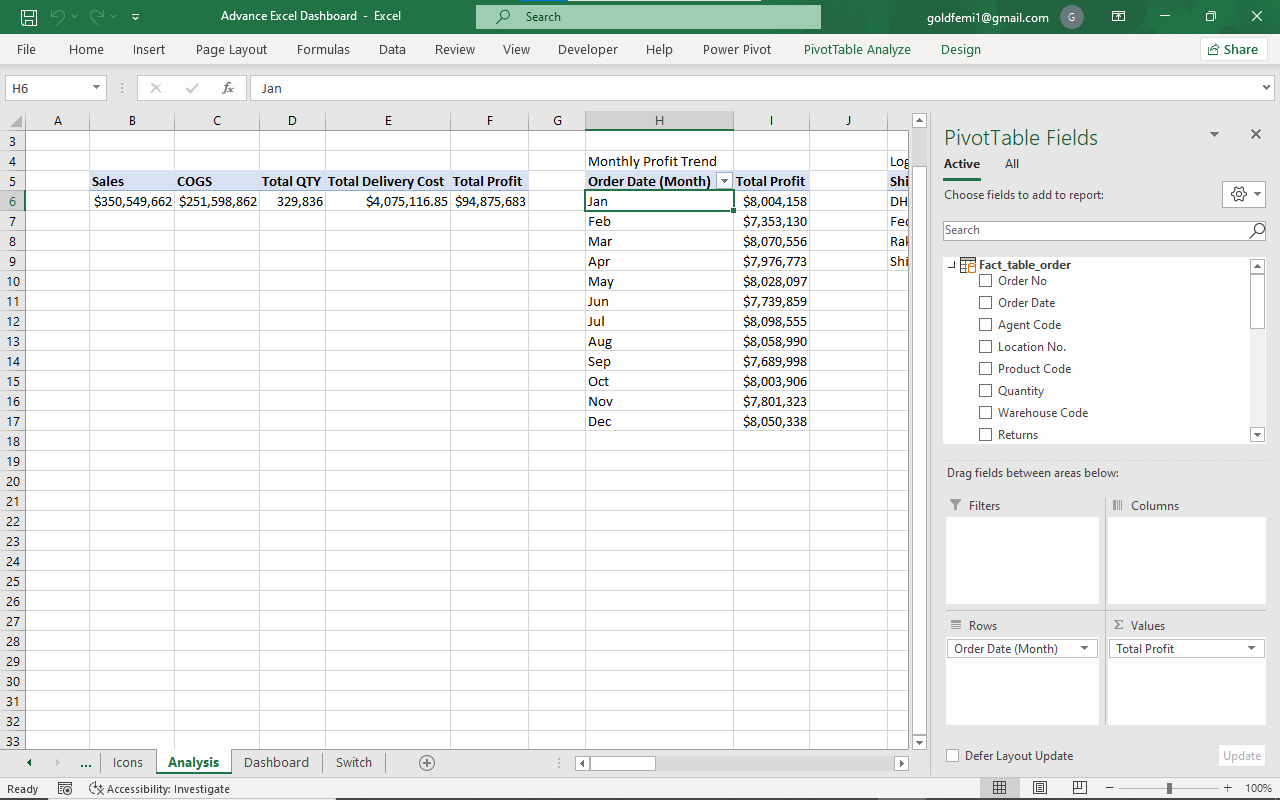 Advance Excel Dashboard - Excel
Search
goldfemi1@gmail.com
G
File Home Insert Page Layout Formulas Data Review View Developer Help Power Pivot PivotTable Analyze Design Share
H6 fx Jan
A B C D E F G H I J
3
4 Monthly Profit Trend
5 Sales COGS Total QTY Total Delivery Cost Total Profit Order Date (Month) Total Profit
6 $350,549,662 $251,598,862 329,836 $4,075,116.85 $94,875,683 Jan $8,004,158 DH
7 Feb $7,353,130
8 Mar $8,070,556
9 Apr $7,976,773
10 May $8,028,097
11 Jun $7,739,859
12 Jul $8,098,555
13 Aug $8,058,990
14 Sep $7,689,998
15 Oct $8,003,906
16 Nov $7,801,323
17 Dec $8,050,338
18
19
20
21
22
23
24
25
26
27
28
29
30
31
32
33
PivotTable Fields
Active All
Choose fields to add to report:
Search
Fact_table_order
Order No
Order Date
Agent Code
Location No.
Product Code
Quantity
Warehouse Code
Returns
Drag fields between areas below:
Filters Columns
Rows Σ Values
Order Date (Month) Total Profit
Defer Layout Update Update
... Icons Analysis Dashboard Switch
Ready Accessibility: Investigate 100%